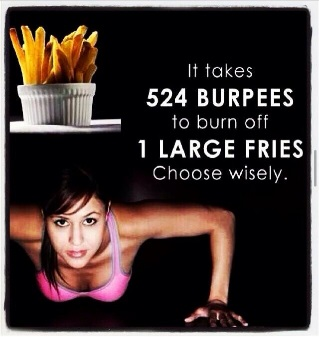 It takes
524 BURPEES
to burn off
1 LARGE FRIES
Choose wisely.